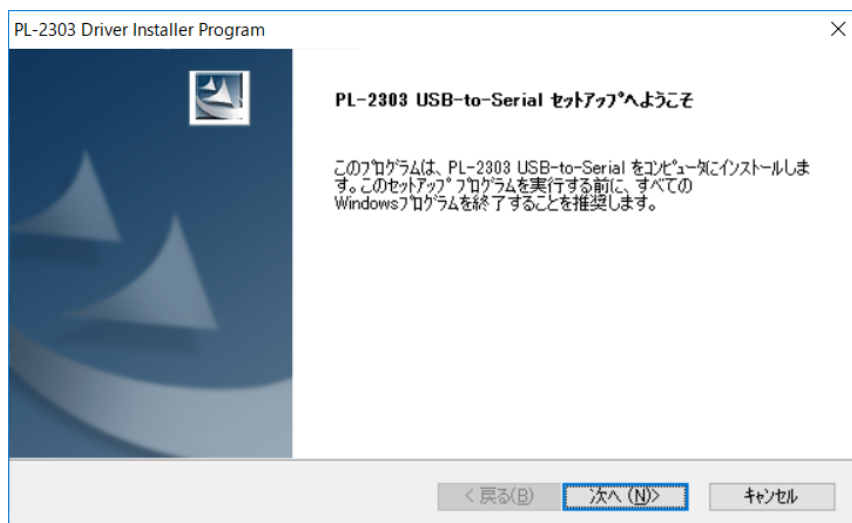 PL-2303 Driver Installer Program
PL-2303 USB-to-Serial ｾｯﾄｱｯﾌﾟへようこそ
このﾌﾟﾛｸﾞﾗﾑは、PL-2303 USB-to-Serial をｺﾝﾋﾟｭｰﾀにインストールしま
す。このｾｯﾄｱｯﾌﾟ ﾌﾟﾛｸﾞﾗﾑを実行する前に、すべての
Windowsﾌﾟﾛｸﾞﾗﾑを終了することを推奨します。
< 戻る(B)
次へ (N)>
ｷｬﾝｾﾙ